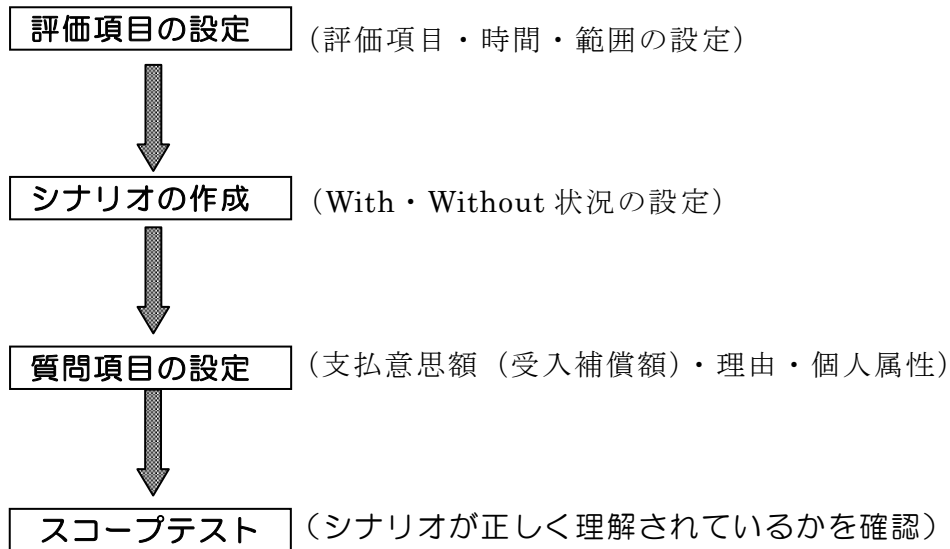 評価項目の設定 （評価項目・時間・範囲の設定）
シナリオの作成 （With・Without 状況の設定）
質問項目の設定 （支払意思額（受入補償額）・理由・個人属性）
スコープテスト （シナリオが正しく理解されているかを確認）